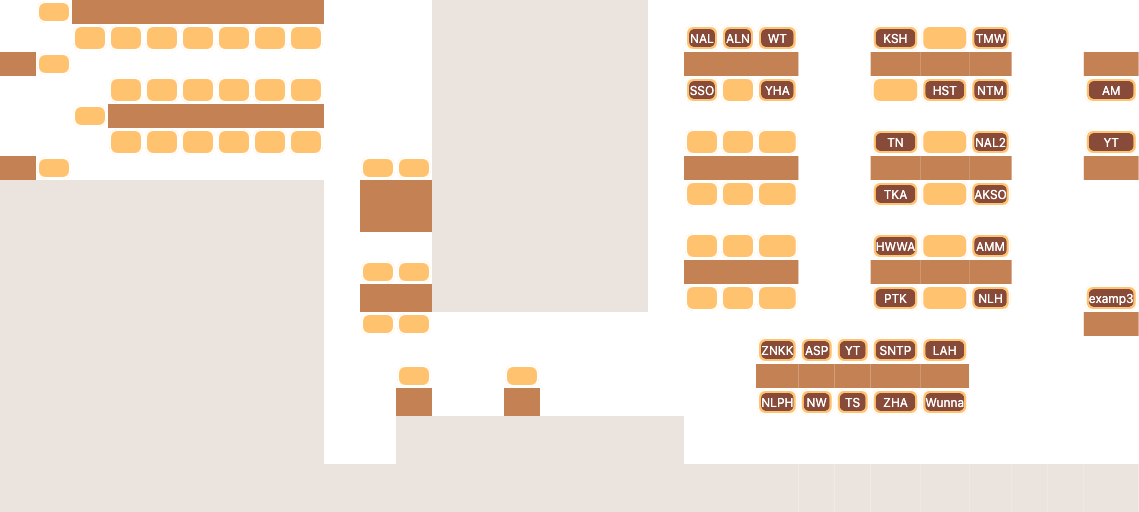 NAL ALN WT KSH TMW
SSO YHA HST NTM AM
TN NAL2 YT
TKA AKSO
HWWA AMM
PTK NLH examp3
ZNKK ASP YT SNTP LAH
NLPH NW TS ZHA Wunna